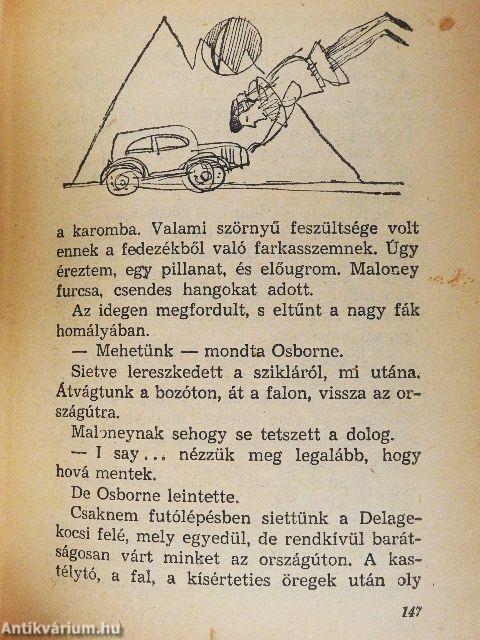 a karomba. Valami szörnyű feszültsége volt
ennek a fedezékből való farkasszemnek. Úgy
éreztem, egy pillanat, és előugrom. Maloney
furcsa, csendes hangokat adott.
Az idegen megfordult, s eltűnt a nagy fák
homályában.
— Mehetünk — mondta Osborne.
Sietve lereszkedett a szikláról, mi utána.
Átvágtunk a bozóton, át a falon, vissza az or-
szágútra.
Maloneynak sehogy se tetszett a dolog.
— I say... nézzük meg legalább, hogy
hová mentek.
De Osborne leintette.
Csaknem futólépésben siettünk a Delage-
kocsi felé, mely egyedül, de rendkívül barát-
ságosan várt minket az országúton. A kas-
télytó, a fal, a kísérteties öregek után oly
147
Antikvárium.hu